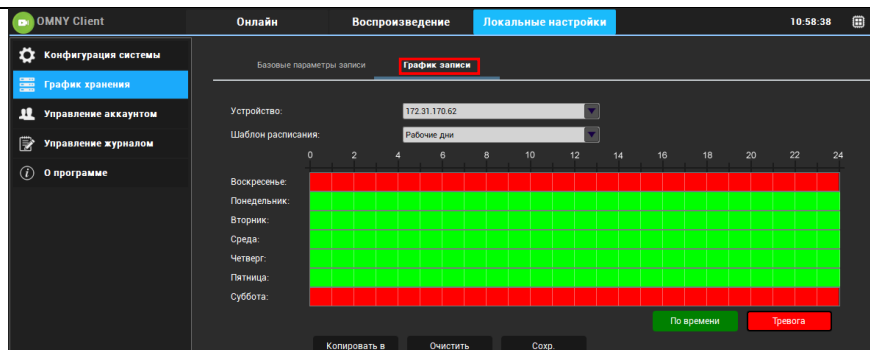 OMNY Client Онлайн Воспроизведение Локальные настройки 10:58:38
Конфигурация системы
График хранения
Управление аккаунтом
Управление журналом
О программе
Базовые параметры записи График записи
Устройство: 172.31.170.62
Шаблон расписания: Рабочие дни
0 2 4 6 8 10 12 14 16 18 20 22 24
Воскресенье:
Понедельник:
Вторник:
Среда:
Четверг:
Пятница:
Суббота:
По времени Тревога
Копировать в Очистить Сохр.